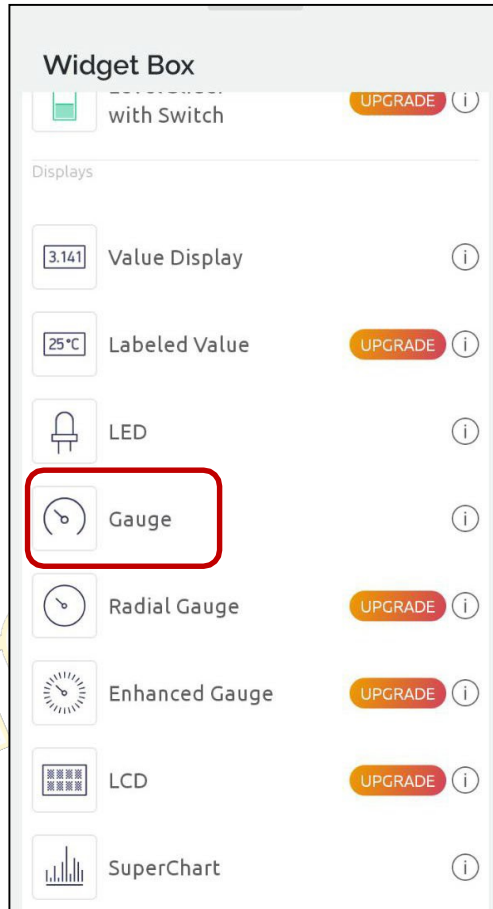 Widget Box
with Switch
UPGRADE
Displays
3.141 Value Display
25°C Labeled Value UPGRADE
LED
Gauge
Radial Gauge UPGRADE
Enhanced Gauge UPGRADE
LCD UPGRADE
SuperChart